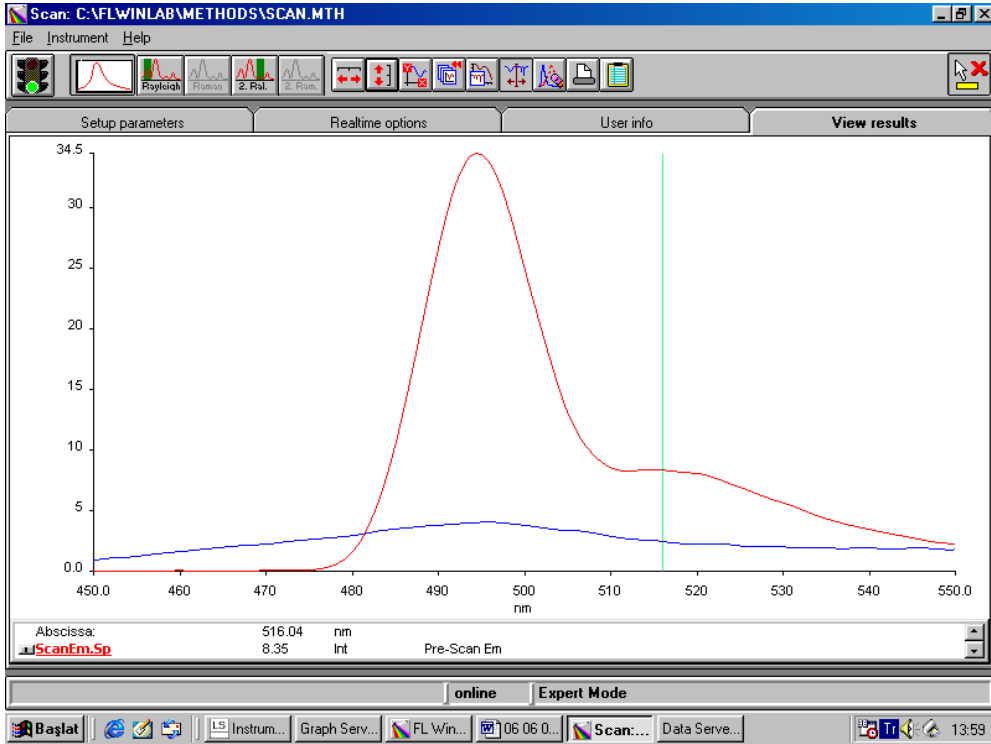 Scan: C:\FLWINLAB\METHODS\SCAN.MTH
File Instrument Help
Rayleigh Raman 2. Ral. 2. Ram.
Setup parameters Realtime options User info View results
34.5
30
25
20
15
10
5
0.0
450.0 460 470 480 490 500 510 520 530 540 550.0
nm
Abscissa: 516.04 nm
ScanEm.Sp 8.35 Int Pre-Scan Em
online Expert Mode
Başlat LS Instrum... Graph Serv... FL Win... 06 06 0... Scan:... Data Serve... Tr 13:59